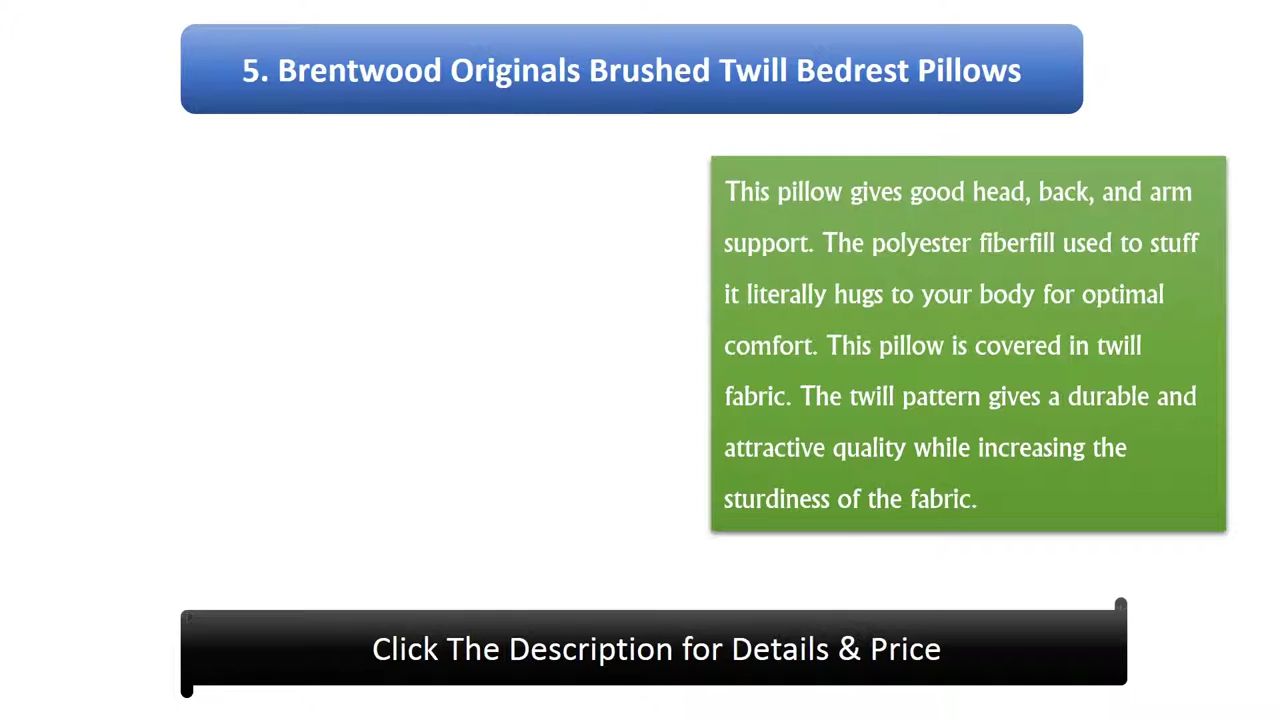 5. Brentwood Originals Brushed Twill Bedrest Pillows
This pillow gives good head, back, and arm
support. The polyester fiberfill used to stuff
it literally hugs to your body for optimal
comfort. This pillow is covered in twill
fabric. The twill pattern gives a durable and
attractive quality while increasing the
sturdiness of the fabric.
Click The Description for Details & Price